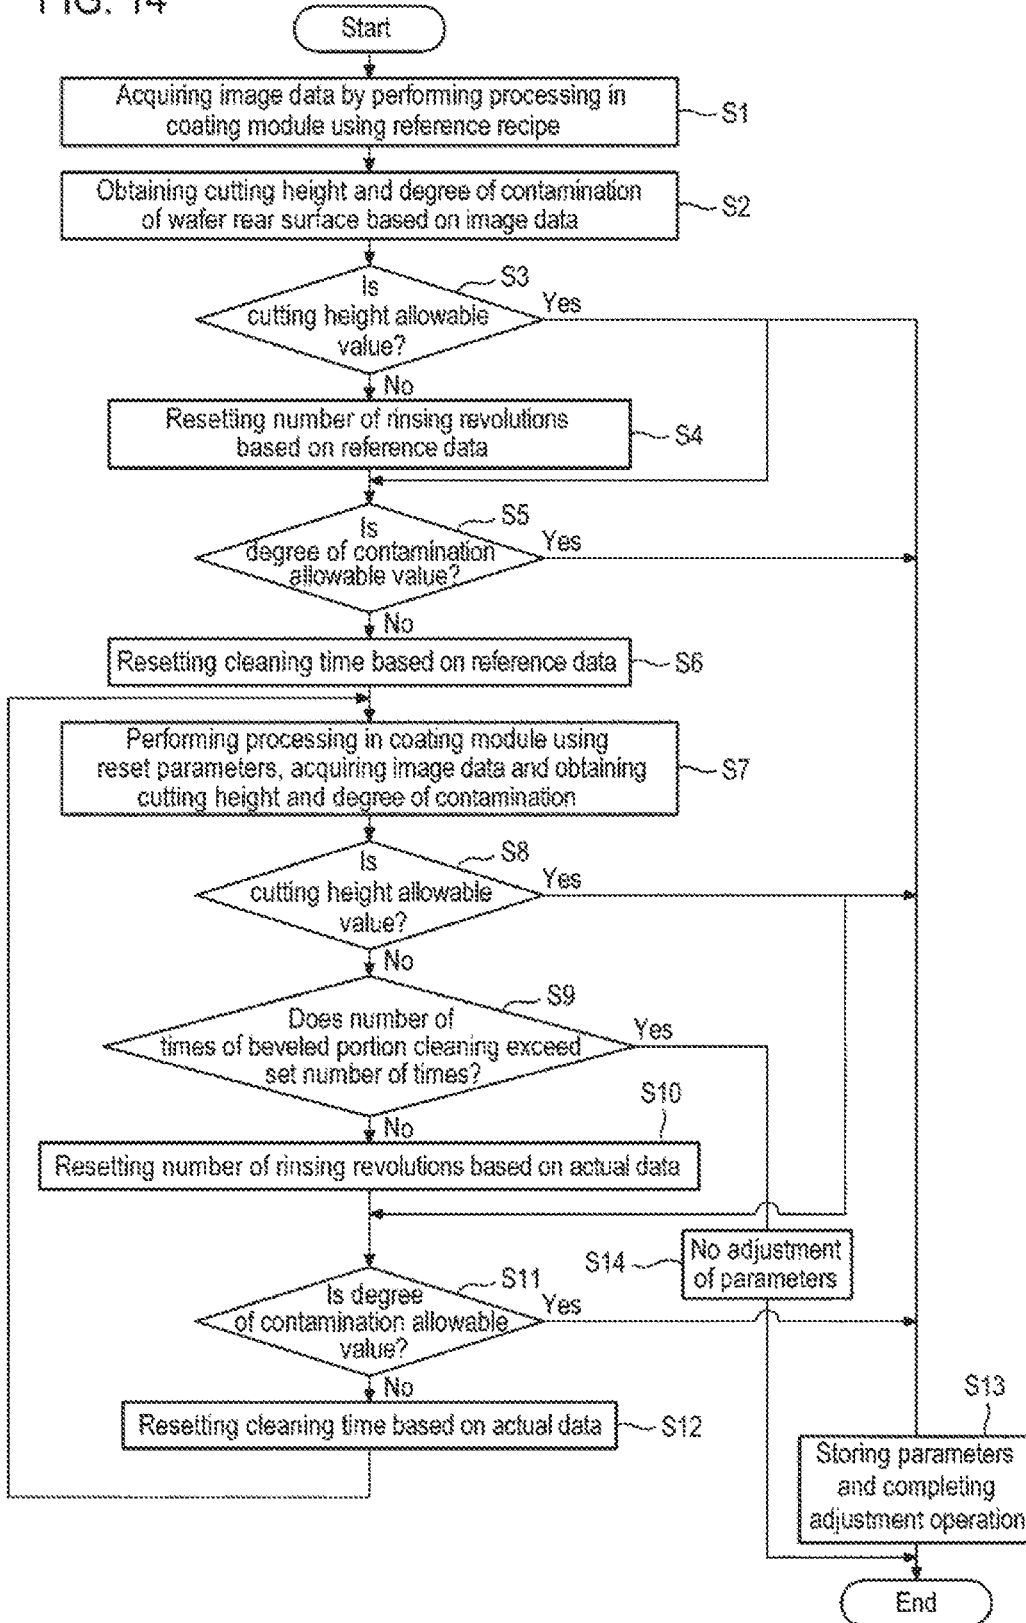 FIG. 14
Start
Acquiring image data by performing processing in
coating module using reference recipe
S1
Obtaining cutting height and degree of contamination
of wafer rear surface based on image data
S2
S3
Is
cutting height allowable
value?
Yes
No
Resetting number of rinsing revolutions
based on reference data
S4
S5
Is
degree of contamination
allowable value?
Yes
No
Resetting cleaning time based on reference data
S6
Performing processing in coating module using
reset parameters, acquiring image data and obtaining
cutting height and degree of contamination
S7
S8
Is
cutting height allowable
value?
Yes
No
S9
Does number of
times of beveled portion cleaning exceed
set number of times?
Yes
No
S10
Resetting number of rinsing revolutions based on actual data
S14
No adjustment
of parameters
S11
Is degree
of contamination allowable
value?
Yes
No
Resetting cleaning time based on actual data
S12
S13
Storing parameters
and completing
adjustment operation
End